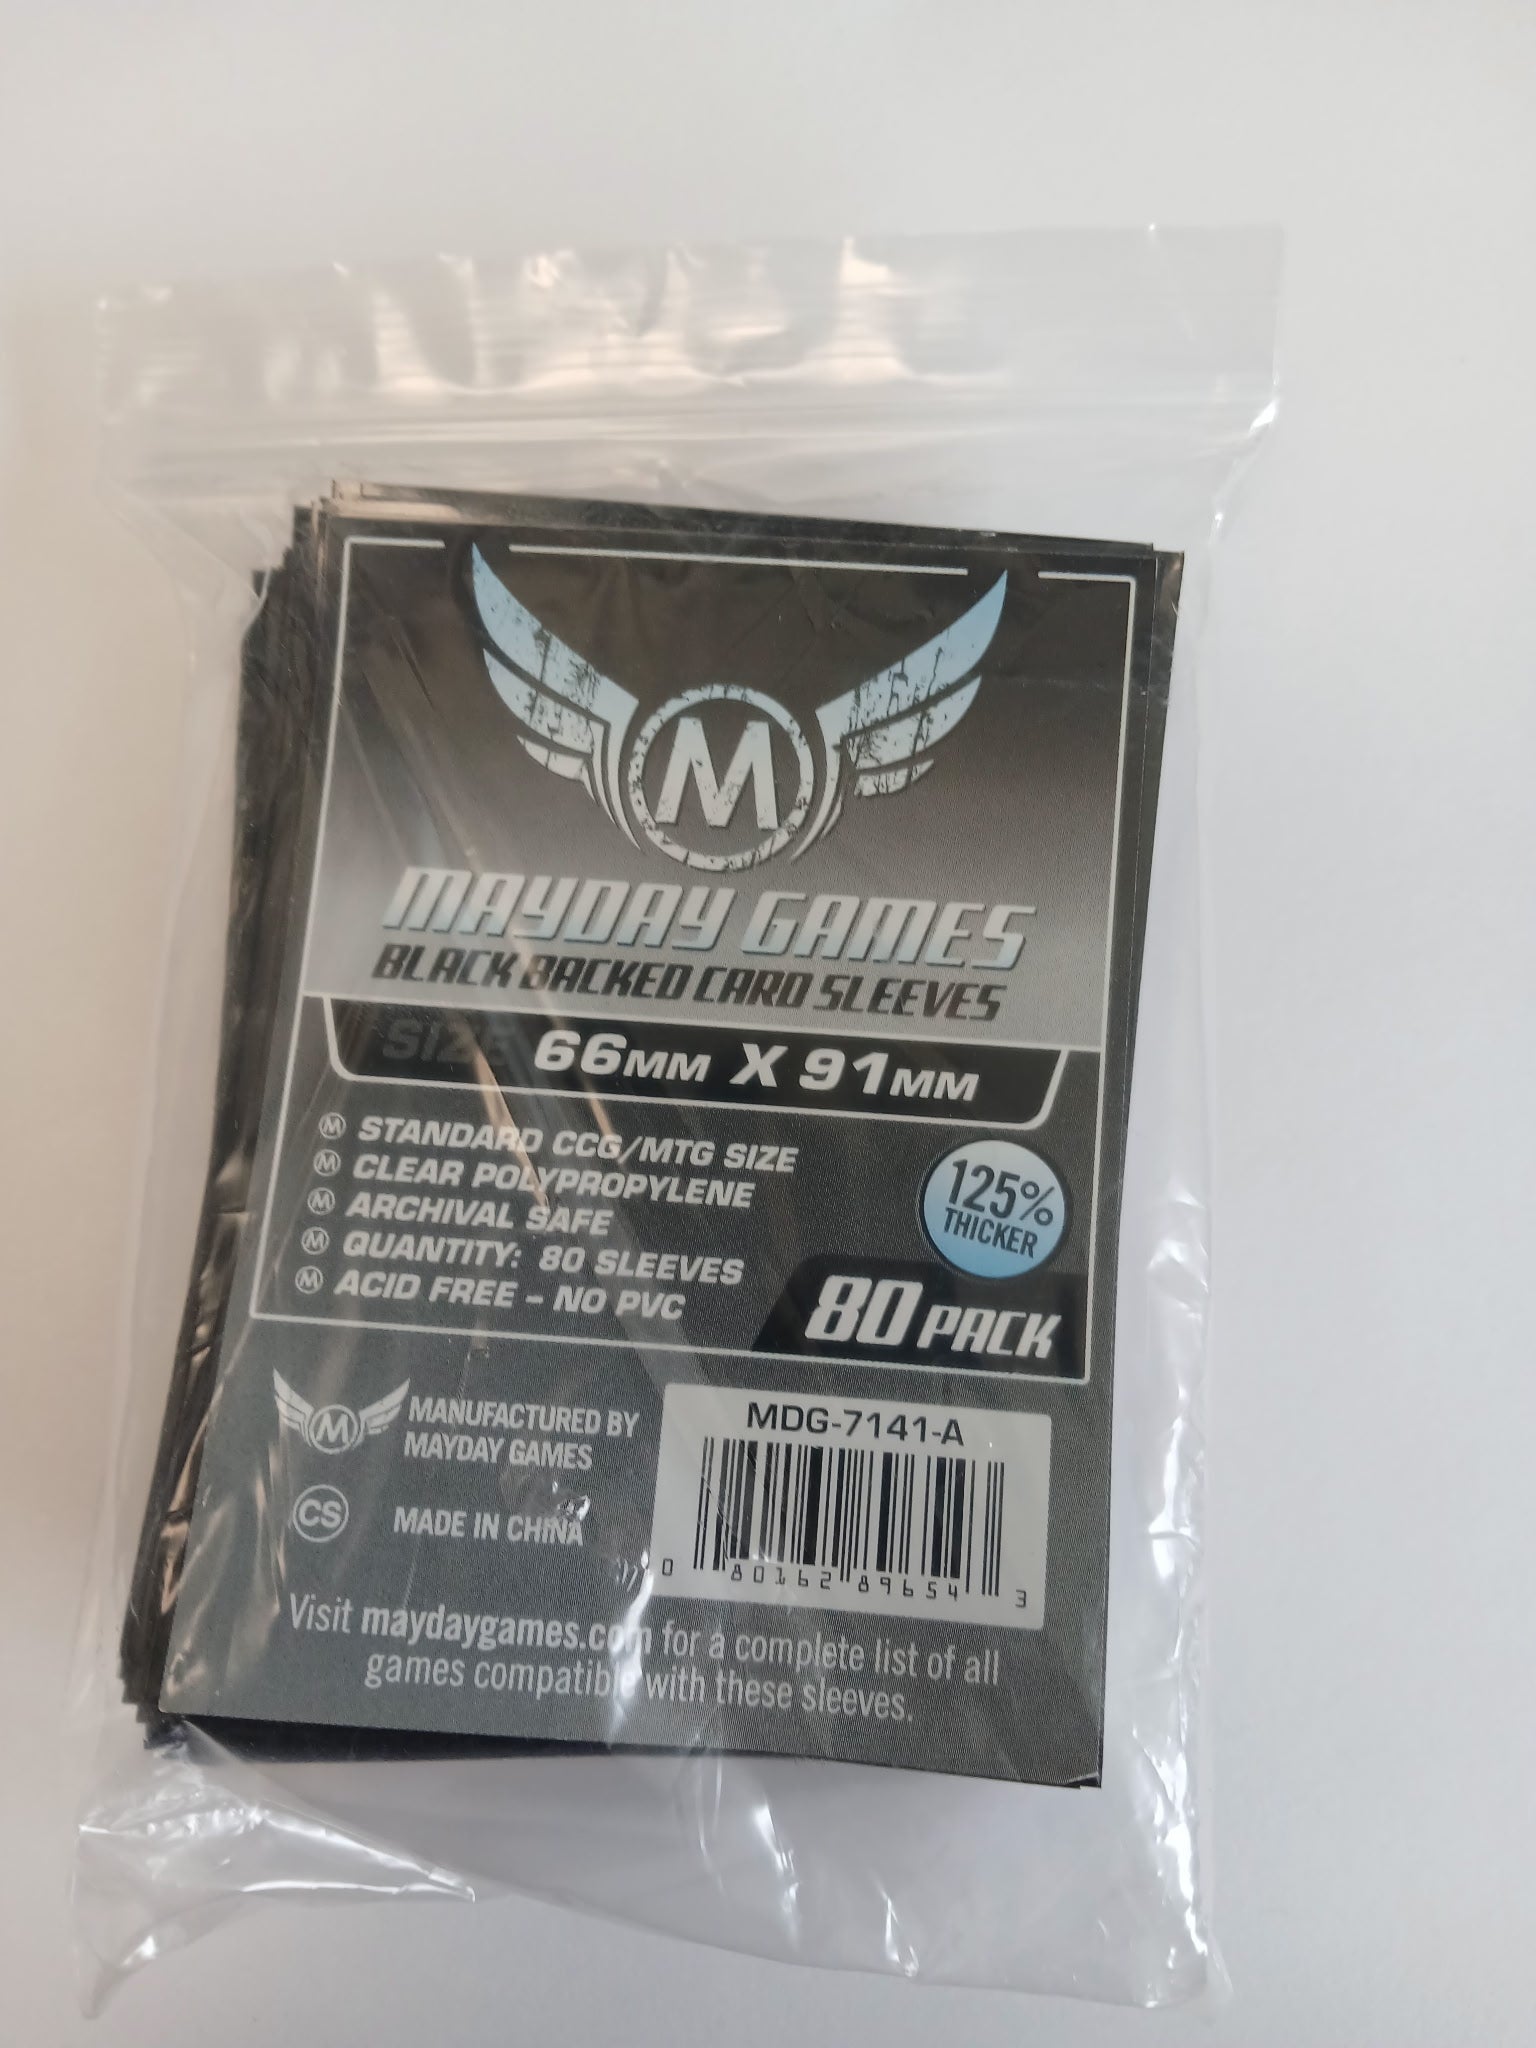 M
MAYDAY GAMES
BLACK BACKED CARD SLEEVES
SIZE 66MM X 91MM
M STANDARD CCG/MTG SIZE
M CLEAR POLYPROPYLENE
M ARCHIVAL SAFE
M QUANTITY: 80 SLEEVES
M ACID FREE – NO PVC
125%
THICKER
80 PACK
M
MANUFACTURED BY
MAYDAY GAMES
CS
MADE IN CHINA
MDG-7141-A
0 80162 89654 3
Visit maydaygames.com for a complete list of all
games compatible with these sleeves.